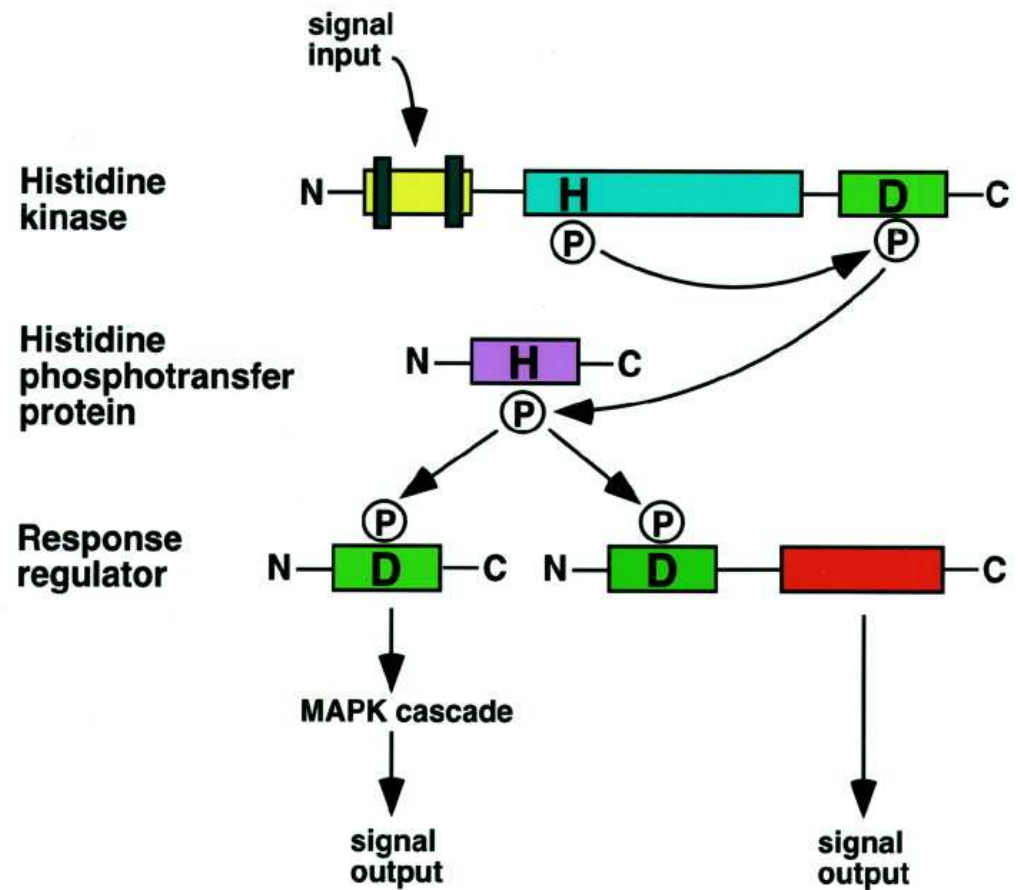 signal
input
Histidine
kinase
N
H
D
C
P
P
Histidine
phosphotransfer
protein
N
H
C
P
Response
regulator
P
P
N
D
C
N
D
C
MAPK cascade
signal
output
signal
output